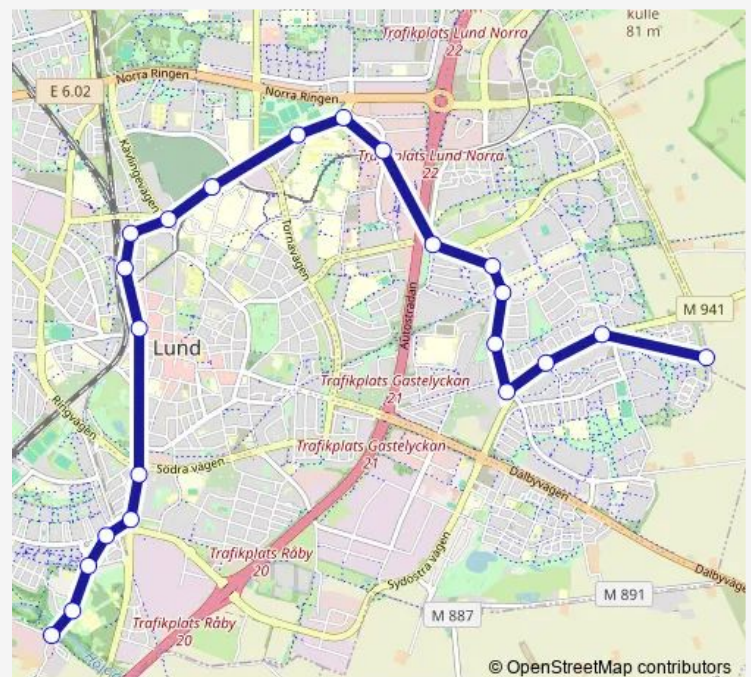 kulle
81 m
Trafikplats Lund Norra
22
Norra Ringen
E 6.02
Norra Ringen
Kävlingevägen
Lund Norra
22
Tornavägen
Autostradan
M 941
Lund
Trafikplats Gastelyckan
21
Ringvägen
Trafikplats Gastelyckan
21
Södra vägen
Dalbyvägen
Trafikplats Råby
20
Sydöstra vägen
Dalbyväge
M 891
M 887
Trafikplats Råby
20
© OpenStreetMap contributors